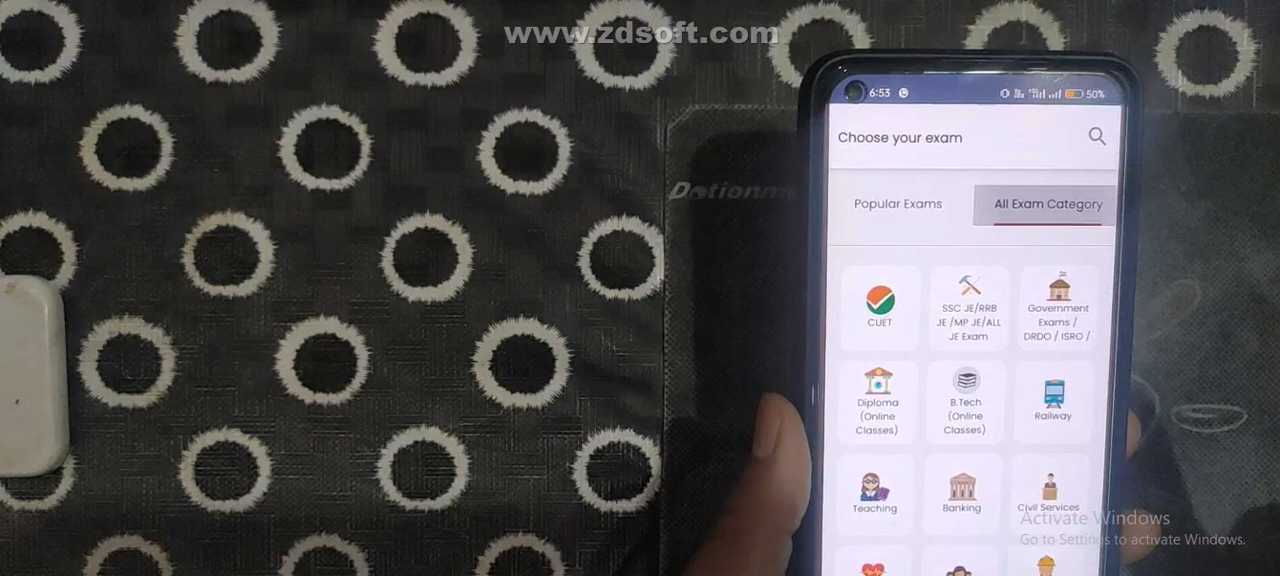 www.zdsoft.com
6:53
50%
Choose your exam
Popular Exams
All Exam Category
CUET
SSC JE/RRB
JE /MP JE/ALL
JE Exam
Government
Exams /
DRDO / ISRO /
Diploma
(Online
Classes)
B.Tech
(Online
Classes)
Railway
Teaching
Banking
Civil Services
Activate Windows
Go to Settings to activate Windows.